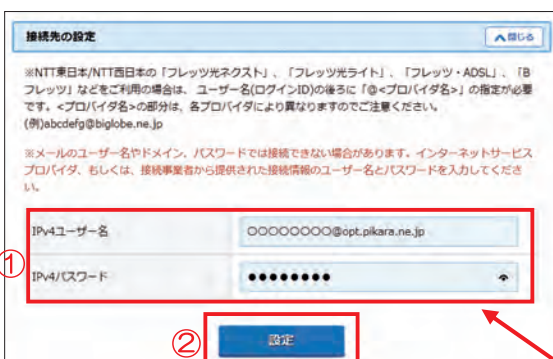 接続先の設定
閉じる
※NTT東日本/NTT西日本の「フレッツ光ネクスト」、「フレッツ光ライト」、「フレッツ・ADSL」、「B
フレッツ」などをご利用の場合は、ユーザー名(ログインID)の後ろに「@<プロバイダ名>」の指定が必要
です。<プロバイダ名>の部分は、各プロバイダにより異なりますのでご注意ください。
(例)abcdefg@biglobe.ne.jp
※メールのユーザー名やドメイン、パスワードでは接続できない場合があります。インターネットサービス
プロバイダ、もしくは、接続事業者から提供された接続情報のユーザー名とパスワードを入力してくださ
い。
IPv4ユーザー名 ○○○○○○○○@opt.pikara.ne.jp
①
IPv4パスワード ●●●●●●●●
② 設定